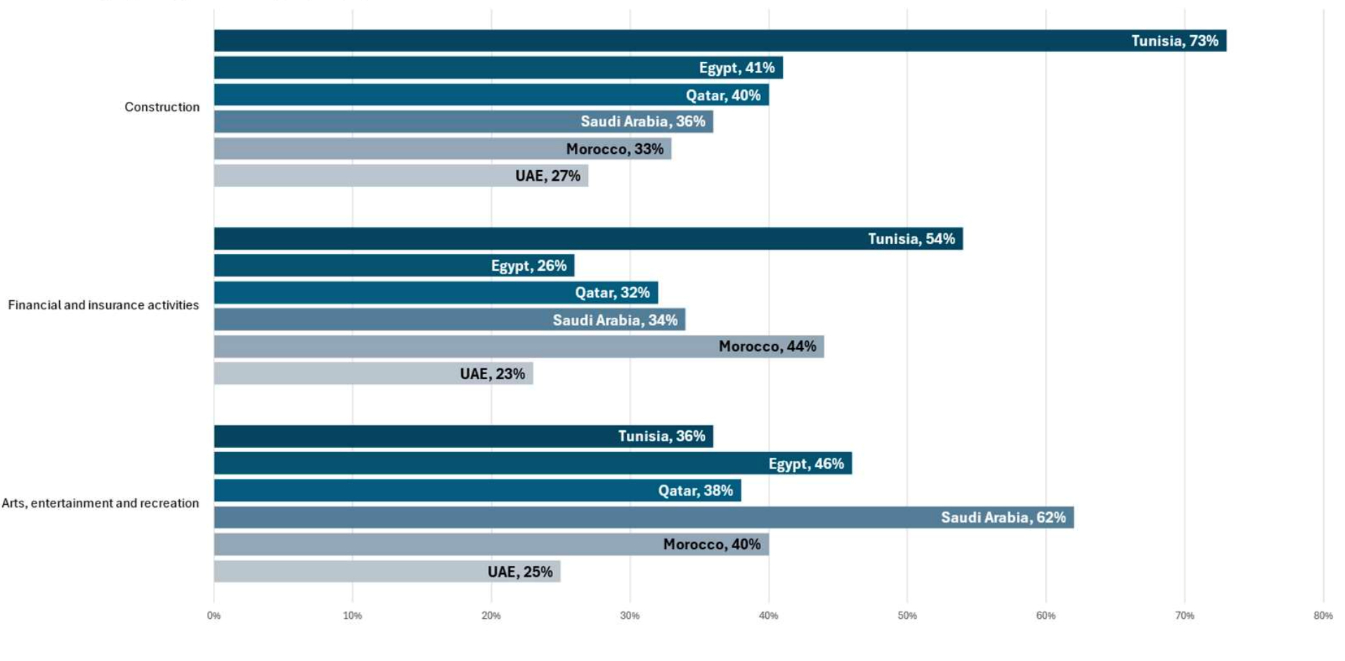 Construction
Tunisia, 73%
Egypt, 41%
Qatar, 40%
Saudi Arabia, 36%
Morocco, 33%
UAE, 27%
Financial and insurance activities
Tunisia, 54%
Egypt, 26%
Qatar, 32%
Saudi Arabia, 34%
Morocco, 44%
UAE, 23%
Arts, entertainment and recreation
Tunisia, 36%
Egypt, 46%
Qatar, 38%
Saudi Arabia, 62%
Morocco, 40%
UAE, 25%
0% 10% 20% 30% 40% 50% 60% 70% 80%